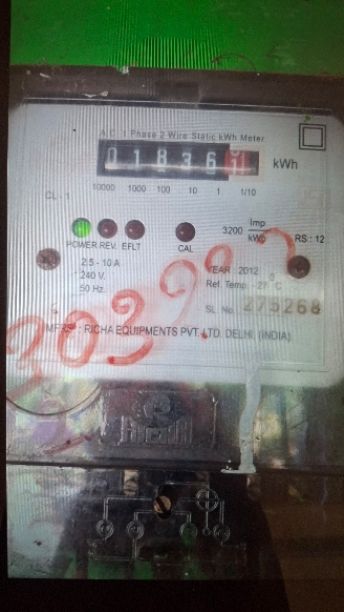 A C 1 Phase 2 Wire Static kWh Meter
01836 1 kWh
10000 1000 100 10 1 1/10
CL - 1
3200 Imp/kWh RS : 12
POWER REV. EFLT CAL
2.5 - 10 A
240 V.
50 Hz.
YEAR : 2012
Ref. Temp. - 27 °C
SL. No. 275268
MFRS : RICHA EQUIPMENTS PVT. LTD. DELHI, (INDIA)